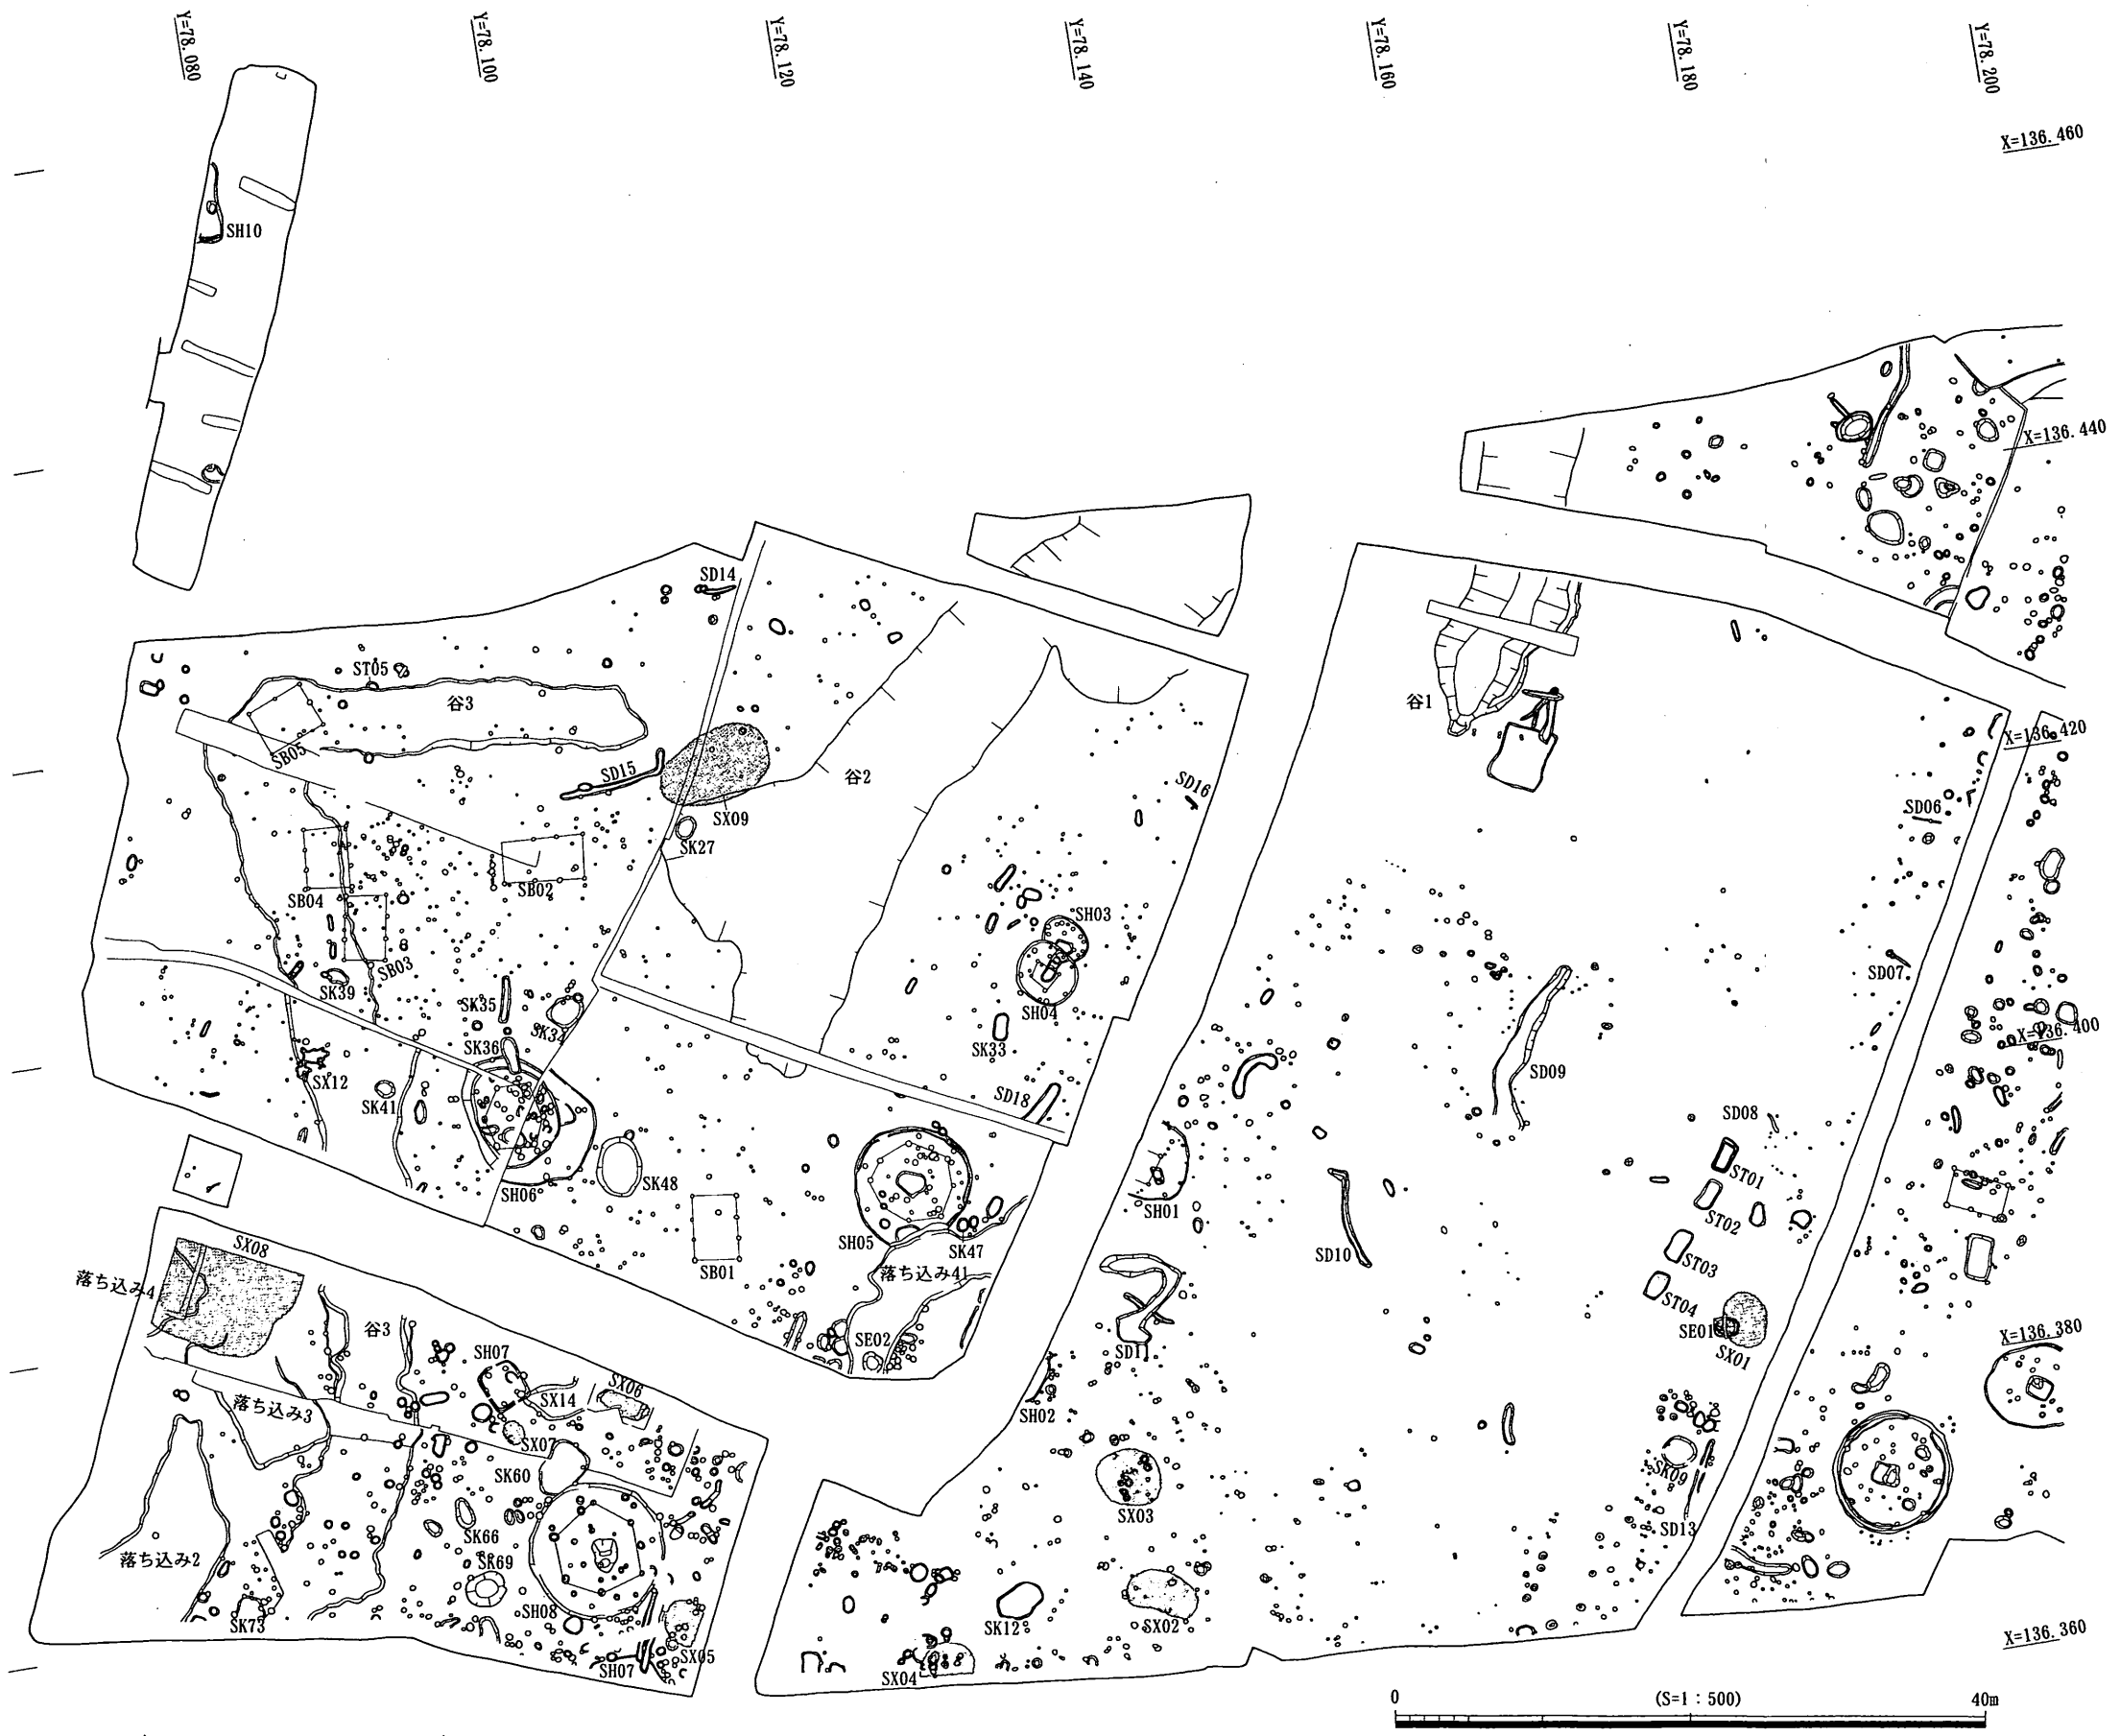 Y=78.080
Y=78.100
Y=78.120
Y=78.140
Y=78.160
Y=78.180
Y=78.200
X=136.460
SH10
X=136.440
SD14
ST05
谷3
谷1
X=136.420
SB05
SD15
谷2
SD16
SX09
SD06
SK27
SB04
SB02
SH03
SB03
SK39
SD07
SK35
SK34
SH04
X=136.400
SK36
SK33
SX12
SD09
SK41
SD18
SD08
ST01
SK48
SH06
SH01
ST02
SH05
SK47
SD10
SX08
SB01
落ち込み41
ST03
落ち込み4
ST04
谷3
SE02
SE01
X=136.380
SH07
SD11
SX01
SX06
SX14
落ち込み3
SH02
SX07
SK60
SK09
SX03
SK66
SD13
落ち込み2
SK69
SH08
SK73
SK12
SX02
X=136.360
SX05
SH07
SX04
0
(S=1：500)
40m